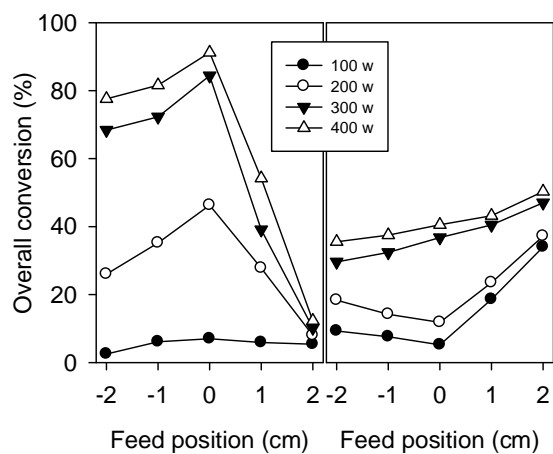 Overall conversion (%)
100
80
60
40
20
0
100 w
200 w
300 w
400 w
-2 -1 0 1 2 -2 -1 0 1 2
Feed position (cm) Feed position (cm)